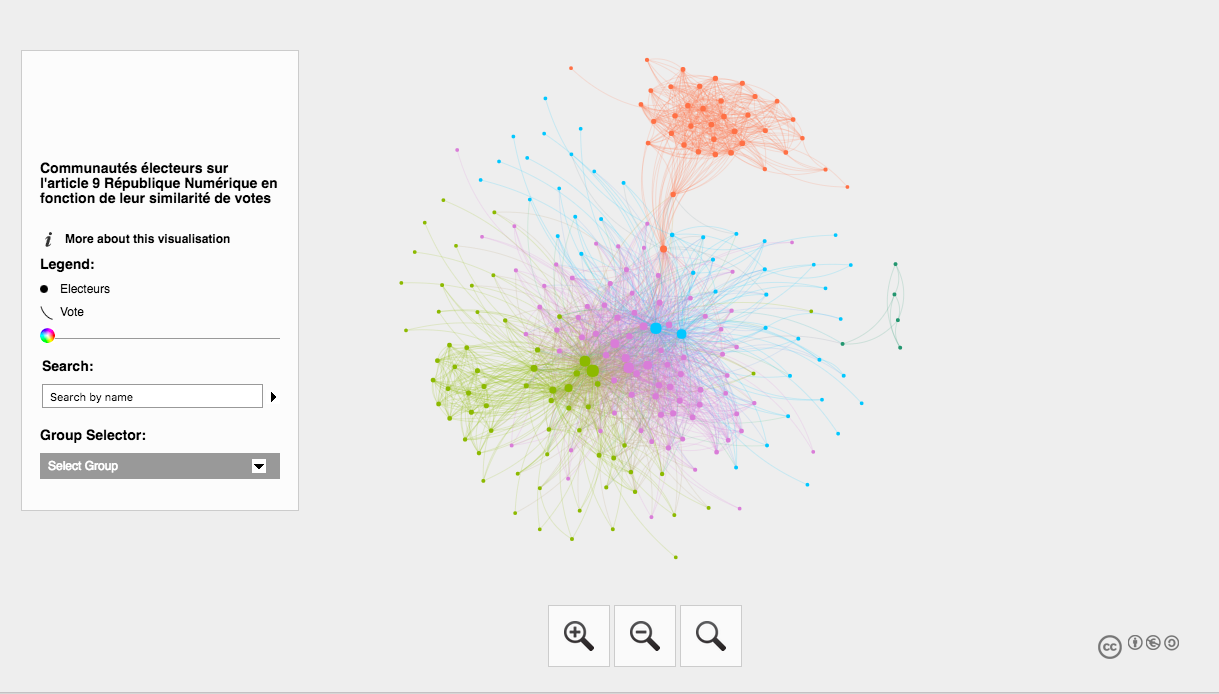 Communautés électeurs sur
l'article 9 République Numérique en
fonction de leur similarité de votes
i More about this visualisation
Legend:
Electeurs
Vote
Search:
Search by name
Group Selector:
Select Group
cc